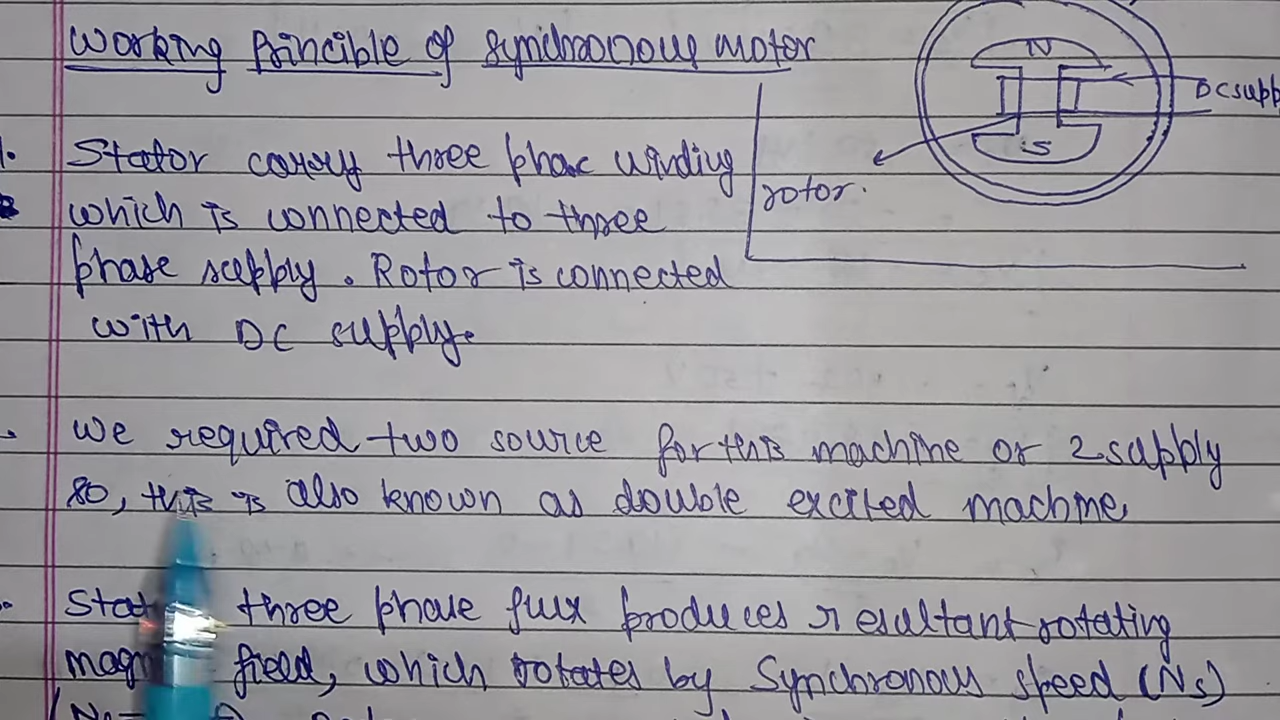 Working Principle of Synchronous motor
N
DC supp
S
rotor.
1. Stator carry three phase winding
which is connected to three
phase supply. Rotor is connected
with DC supply.
We required two source for this machine or 2 supply
so, this is also known as double excited machine
three phase flux produces resultant rotating
field, which rotates by Synchronous speed (Ns)